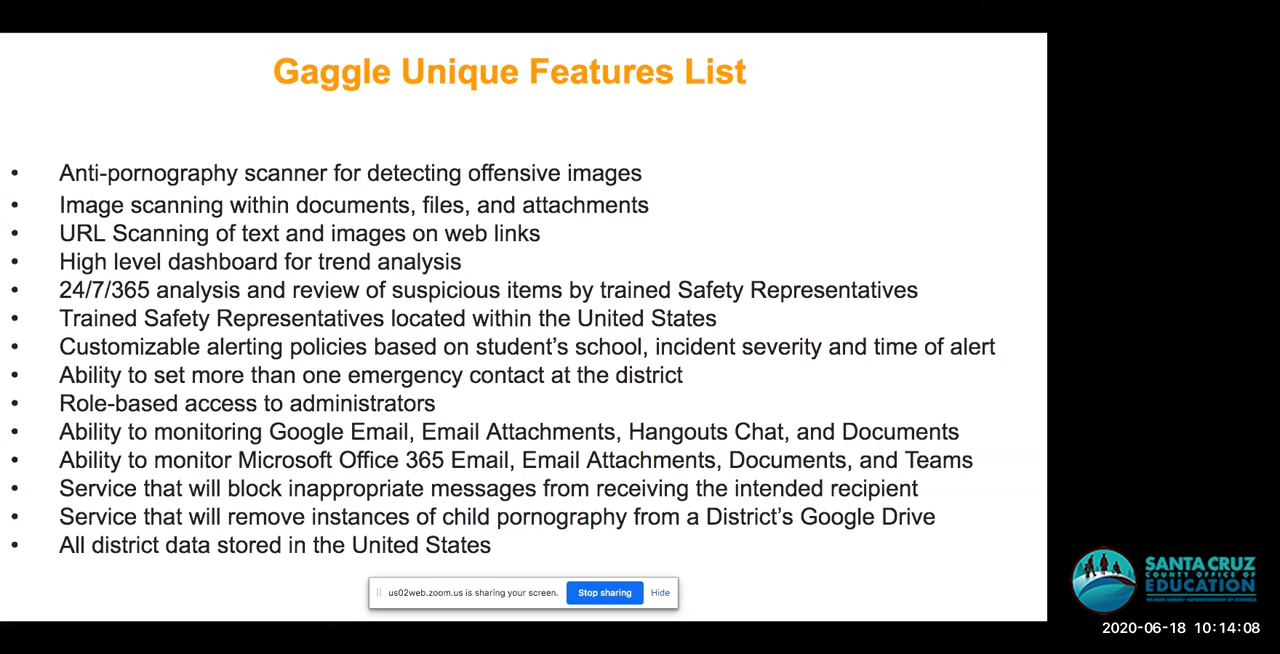 Gaggle Unique Features List
• Anti-pornography scanner for detecting offensive images
• Image scanning within documents, files, and attachments
• URL Scanning of text and images on web links
• High level dashboard for trend analysis
• 24/7/365 analysis and review of suspicious items by trained Safety Representatives
• Trained Safety Representatives located within the United States
• Customizable alerting policies based on student's school, incident severity and time of alert
• Ability to set more than one emergency contact at the district
• Role-based access to administrators
• Ability to monitoring Google Email, Email Attachments, Hangouts Chat, and Documents
• Ability to monitor Microsoft Office 365 Email, Email Attachments, Documents, and Teams
• Service that will block inappropriate messages from receiving the intended recipient
• Service that will remove instances of child pornography from a District's Google Drive
• All district data stored in the United States
us02web.zoom.us is sharing your screen. Stop sharing Hide
SANTA CRUZ
COUNTY OFFICE OF
EDUCATION
2020-06-18 10:14:08